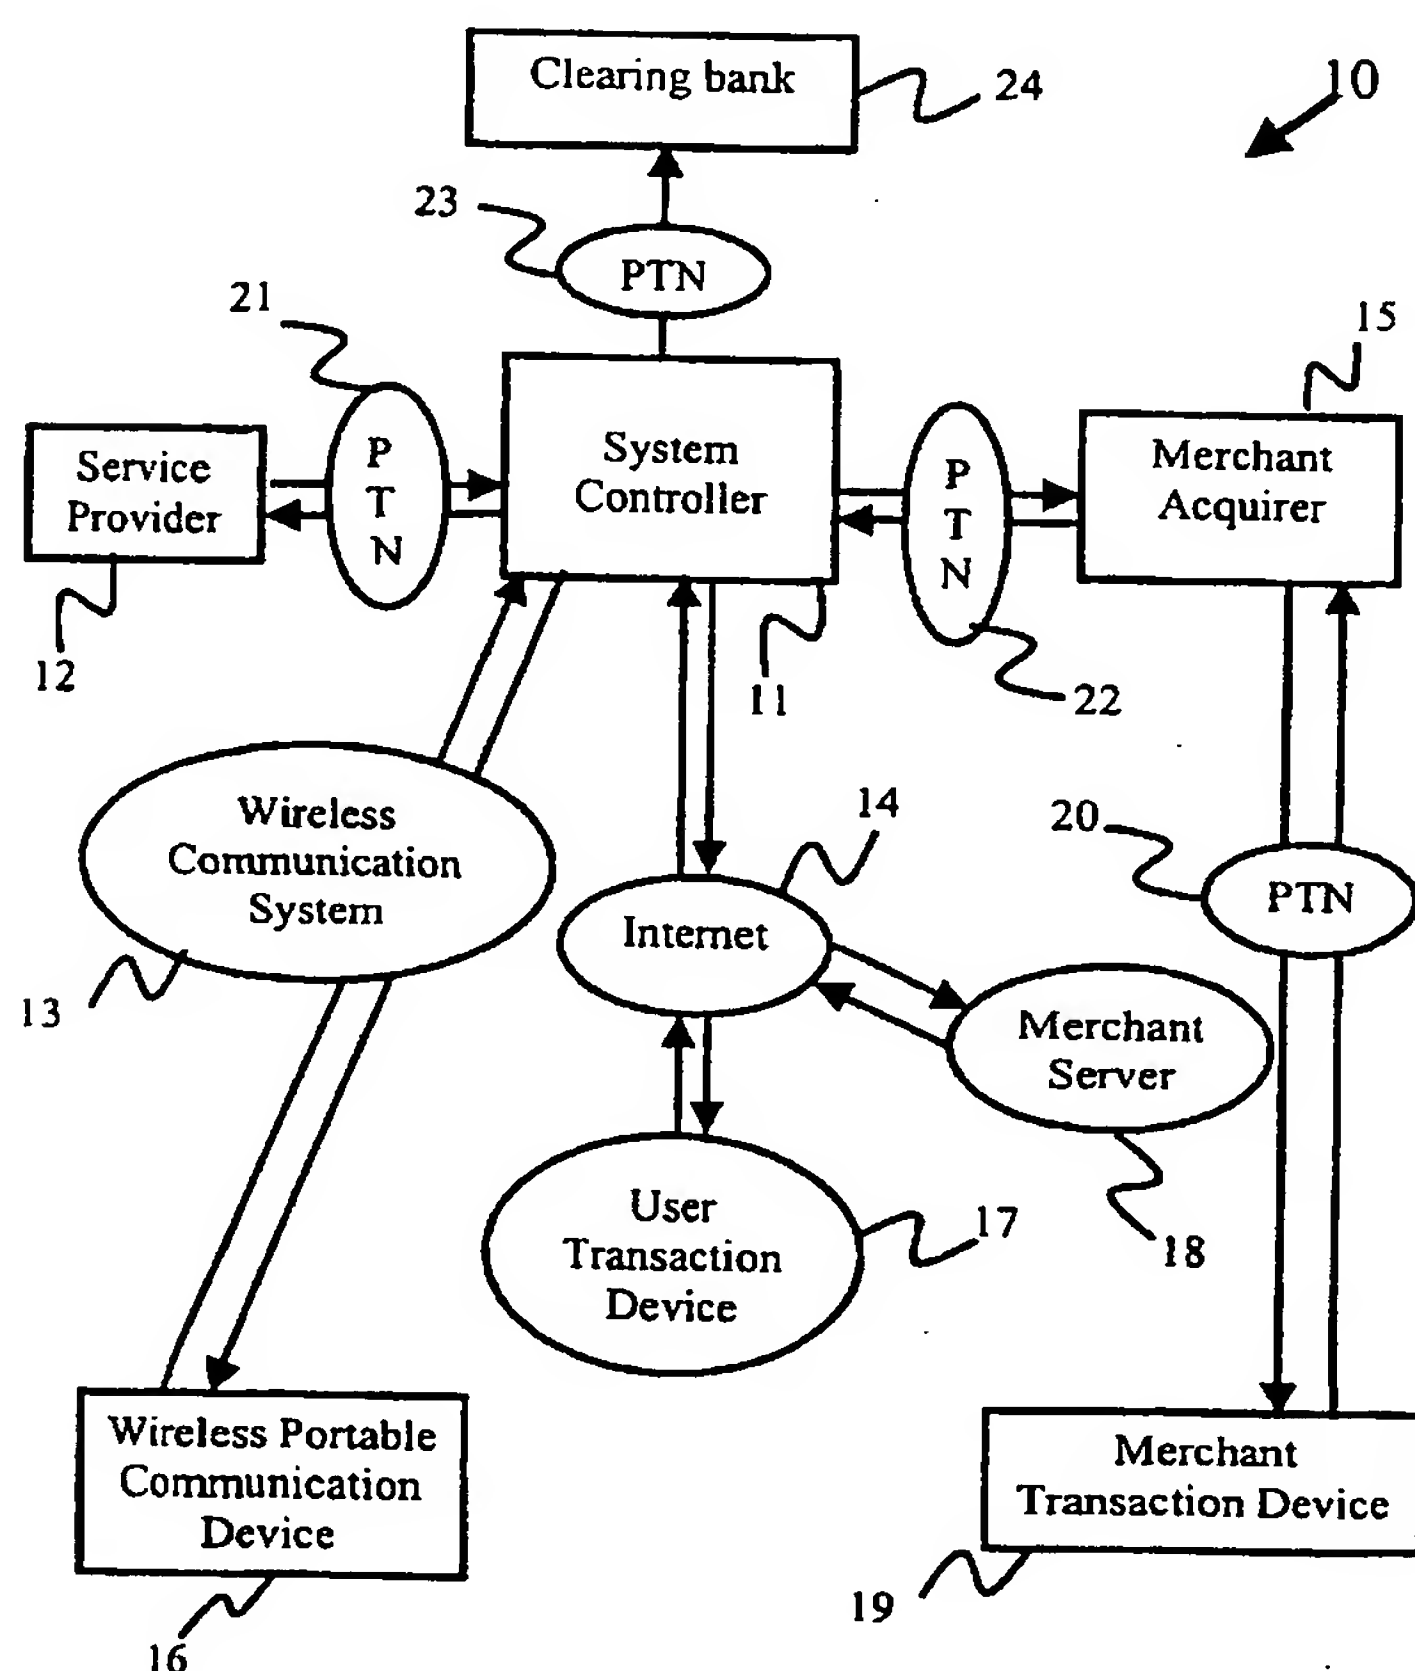 Clearing bank
24
10
23
PTN
21
15
Service
Provider
P
T
N
System
Controller
P
T
N
Merchant
Acquirer
12
11
22
Wireless
Communication
System
14
20
Internet
PTN
13
Merchant
Server
User
Transaction
Device
17
18
Wireless Portable
Communication
Device
Merchant
Transaction Device
19
16